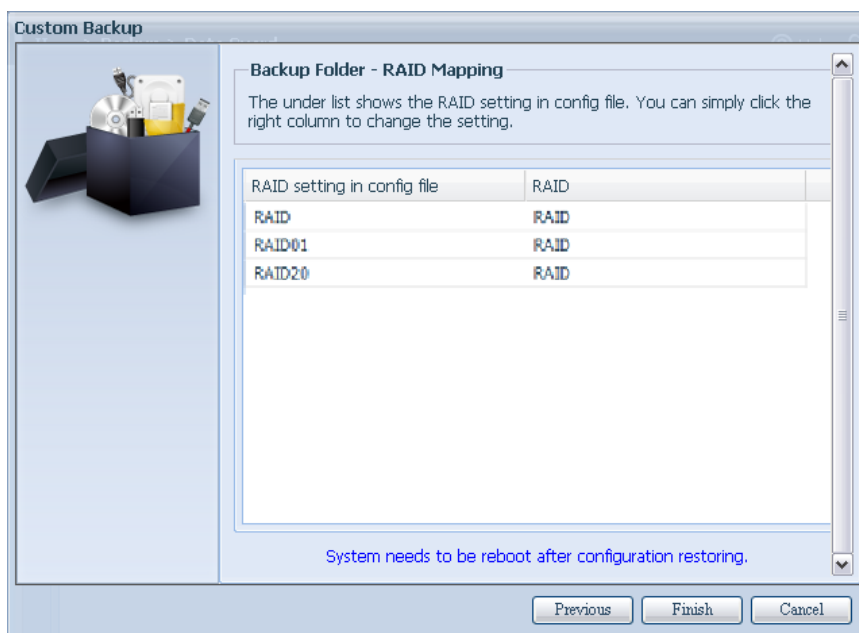 Custom Backup
Backup Folder - RAID Mapping
The under list shows the RAID setting in config file. You can simply click the
right column to change the setting.
RAID setting in config file RAID
RAID RAID
RAID01 RAID
RAID20 RAID
System needs to be reboot after configuration restoring.
Previous Finish Cancel